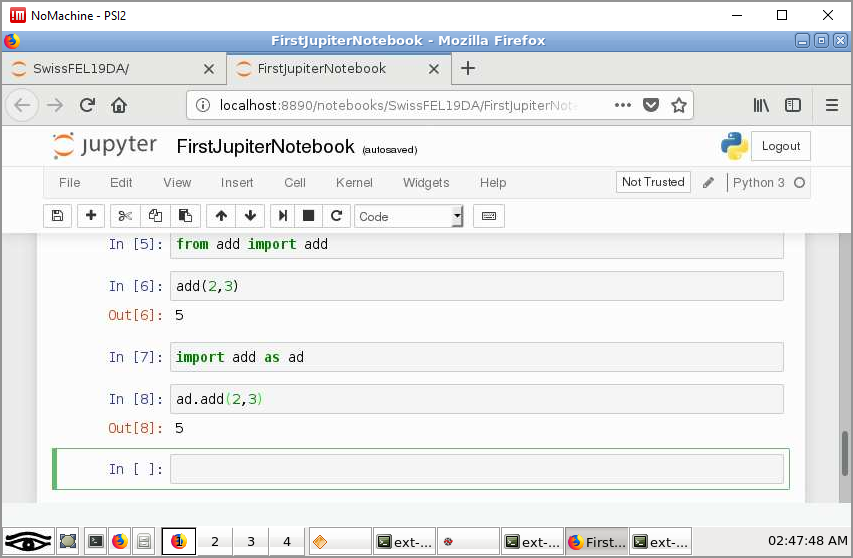 NoMachine - PSI2
FirstJupiterNotebook - Mozilla Firefox
SwissFEL19DA/ FirstJupiterNotebook
localhost:8890/notebooks/SwissFEL19DA/FirstJupiterNot
jupyter FirstJupiterNotebook (autosaved) Logout
File Edit View Insert Cell Kernel Widgets Help Not Trusted Python 3
Code
In [5]: from add import add
In [6]: add(2,3)
Out[6]: 5
In [7]: import add as ad
In [8]: ad.add(2,3)
Out[8]: 5
In [ ]:
1 2 3 4 ext-... ext-... First... ext-... 02:47:48 AM